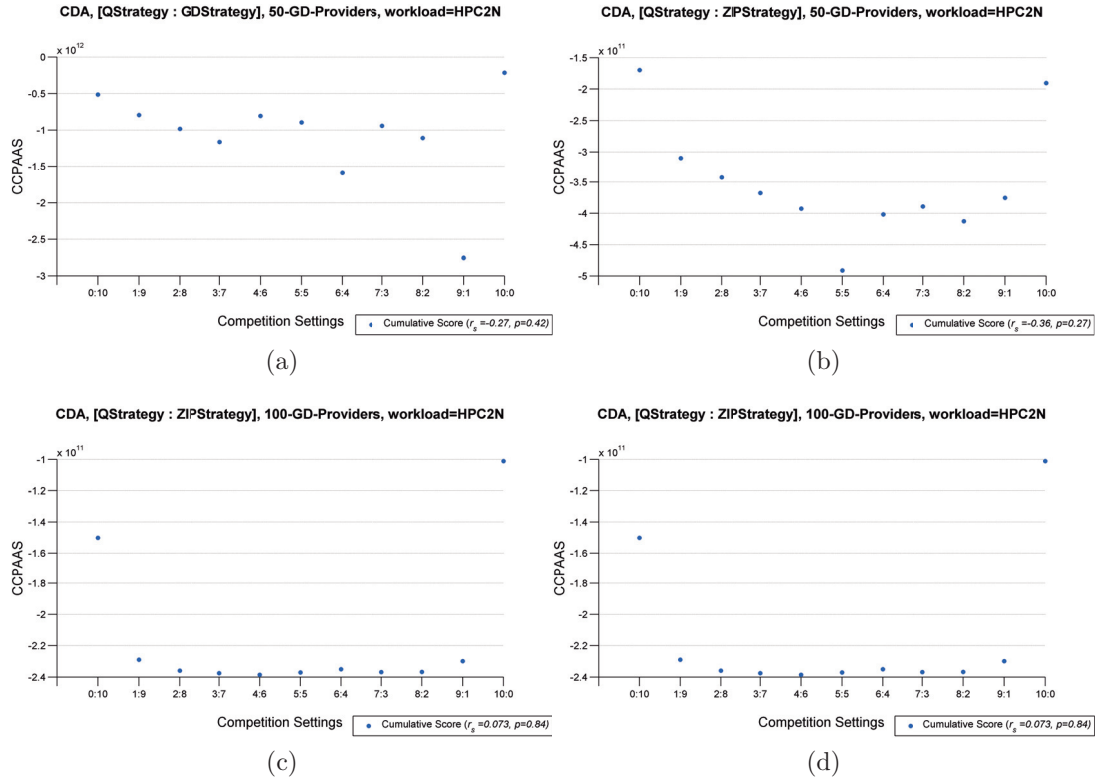 CDA, [QStrategy : GDStrategy], 50-GD-Providers, workload=HPC2N
x 10^12
0
-0.5
-1
-1.5
-2
-2.5
-3
CCPAAS
0:10 1:9 2:8 3:7 4:6 5:5 6:4 7:3 8:2 9:1 10:0
Competition Settings
Cumulative Score (r_s =-0.27, p=0.42)
(a)
CDA, [QStrategy : ZIPStrategy], 50-GD-Providers, workload=HPC2N
x 10^11
-1.5
-2
-2.5
-3
-3.5
-4
-4.5
-5
CCPAAS
0:10 1:9 2:8 3:7 4:6 5:5 6:4 7:3 8:2 9:1 10:0
Competition Settings
Cumulative Score (r_s =-0.36, p=0.27)
(b)
CDA, [QStrategy : ZIPStrategy], 100-GD-Providers, workload=HPC2N
x 10^11
-1
-1.2
-1.4
-1.6
-1.8
-2
-2.2
-2.4
CCPAAS
0:10 1:9 2:8 3:7 4:6 5:5 6:4 7:3 8:2 9:1 10:0
Competition Settings
Cumulative Score (r_s =0.073, p=0.84)
(c)
CDA, [QStrategy : ZIPStrategy], 100-GD-Providers, workload=HPC2N
x 10^11
-1
-1.2
-1.4
-1.6
-1.8
-2
-2.2
-2.4
CCPAAS
0:10 1:9 2:8 3:7 4:6 5:5 6:4 7:3 8:2 9:1 10:0
Competition Settings
Cumulative Score (r_s =0.073, p=0.84)
(d)